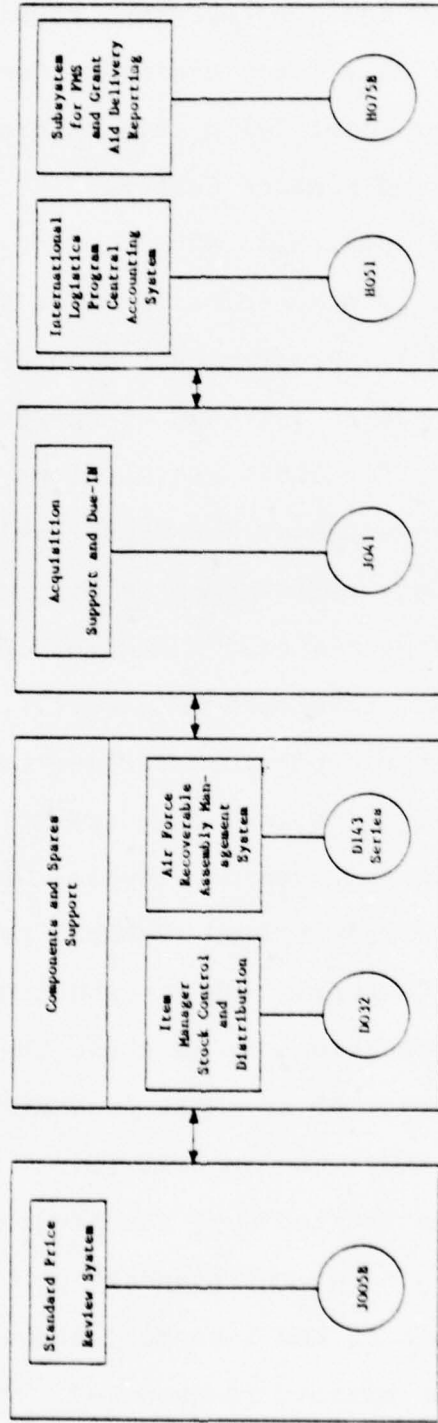 Standard Price
Review System
J005B
Components and Spares
Support
Item
Manager
Stock Control
and
Distribution
D032
Air Force
Recoverable
Assembly Man-
agement
System
D143
Series
Acquisition
Support and Due-IN
J041
International
Logistics
Program
Central
Accounting
System
H051
Subsystem
for FMS
and Grant
Aid Delivery
Reporting
H075B